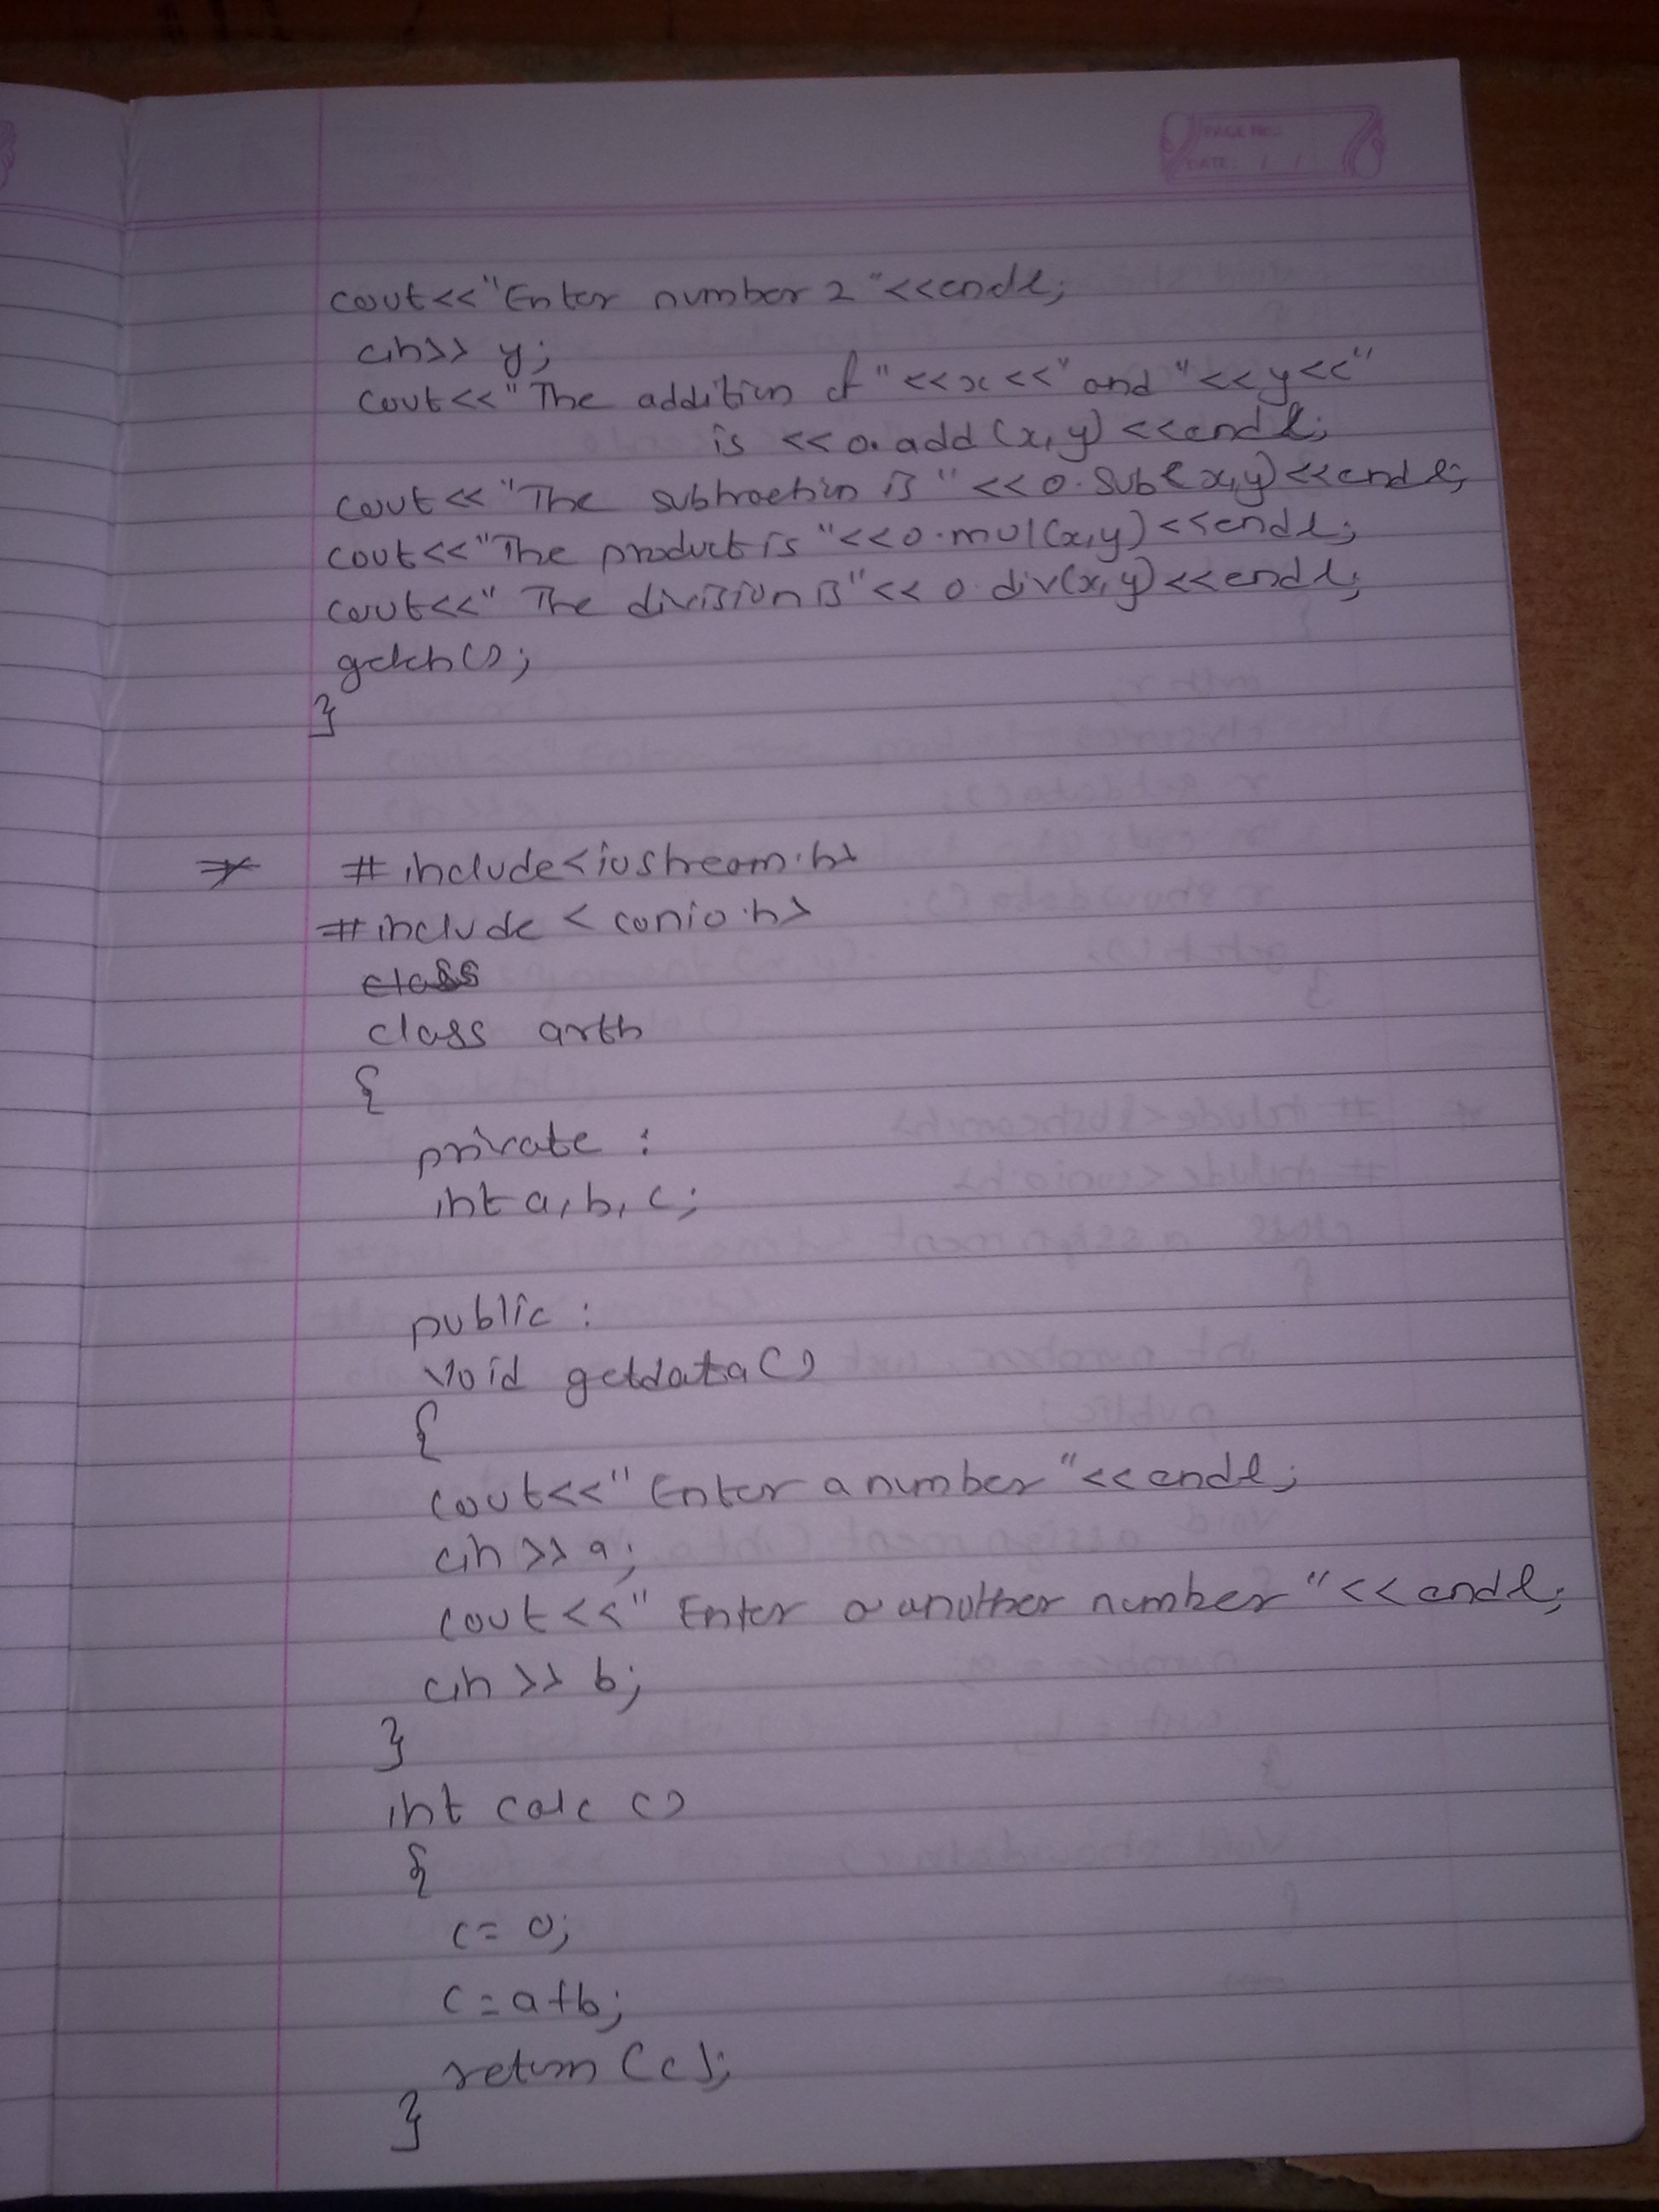 PAGE NO.:
DATE: / /
cout<<"Enter number 2 "<<endl;
cin>> y;
cout<<"The addition of "<<x<<" and "<<y<<"
is <<o.add(x,y)<<endl;
cout<<"The subtraction is "<<o.sub(x,y)<<endl;
cout<<"The product is "<<o.mul(x,y)<<endl;
cout<<" The division is"<< o.div(x,y)<<endl;
getch();
}
* #include<iostream.h>
#include < conio.h>
class
class arth
{
private :
int a, b, c;
public :
void getdata()
{
cout<<" Enter a number "<<endl;
cin >> a;
cout<<" Enter a another number "<< endl;
cin >> b;
}
int calc ()
{
c= 0;
c=a+b;
return (c);
}